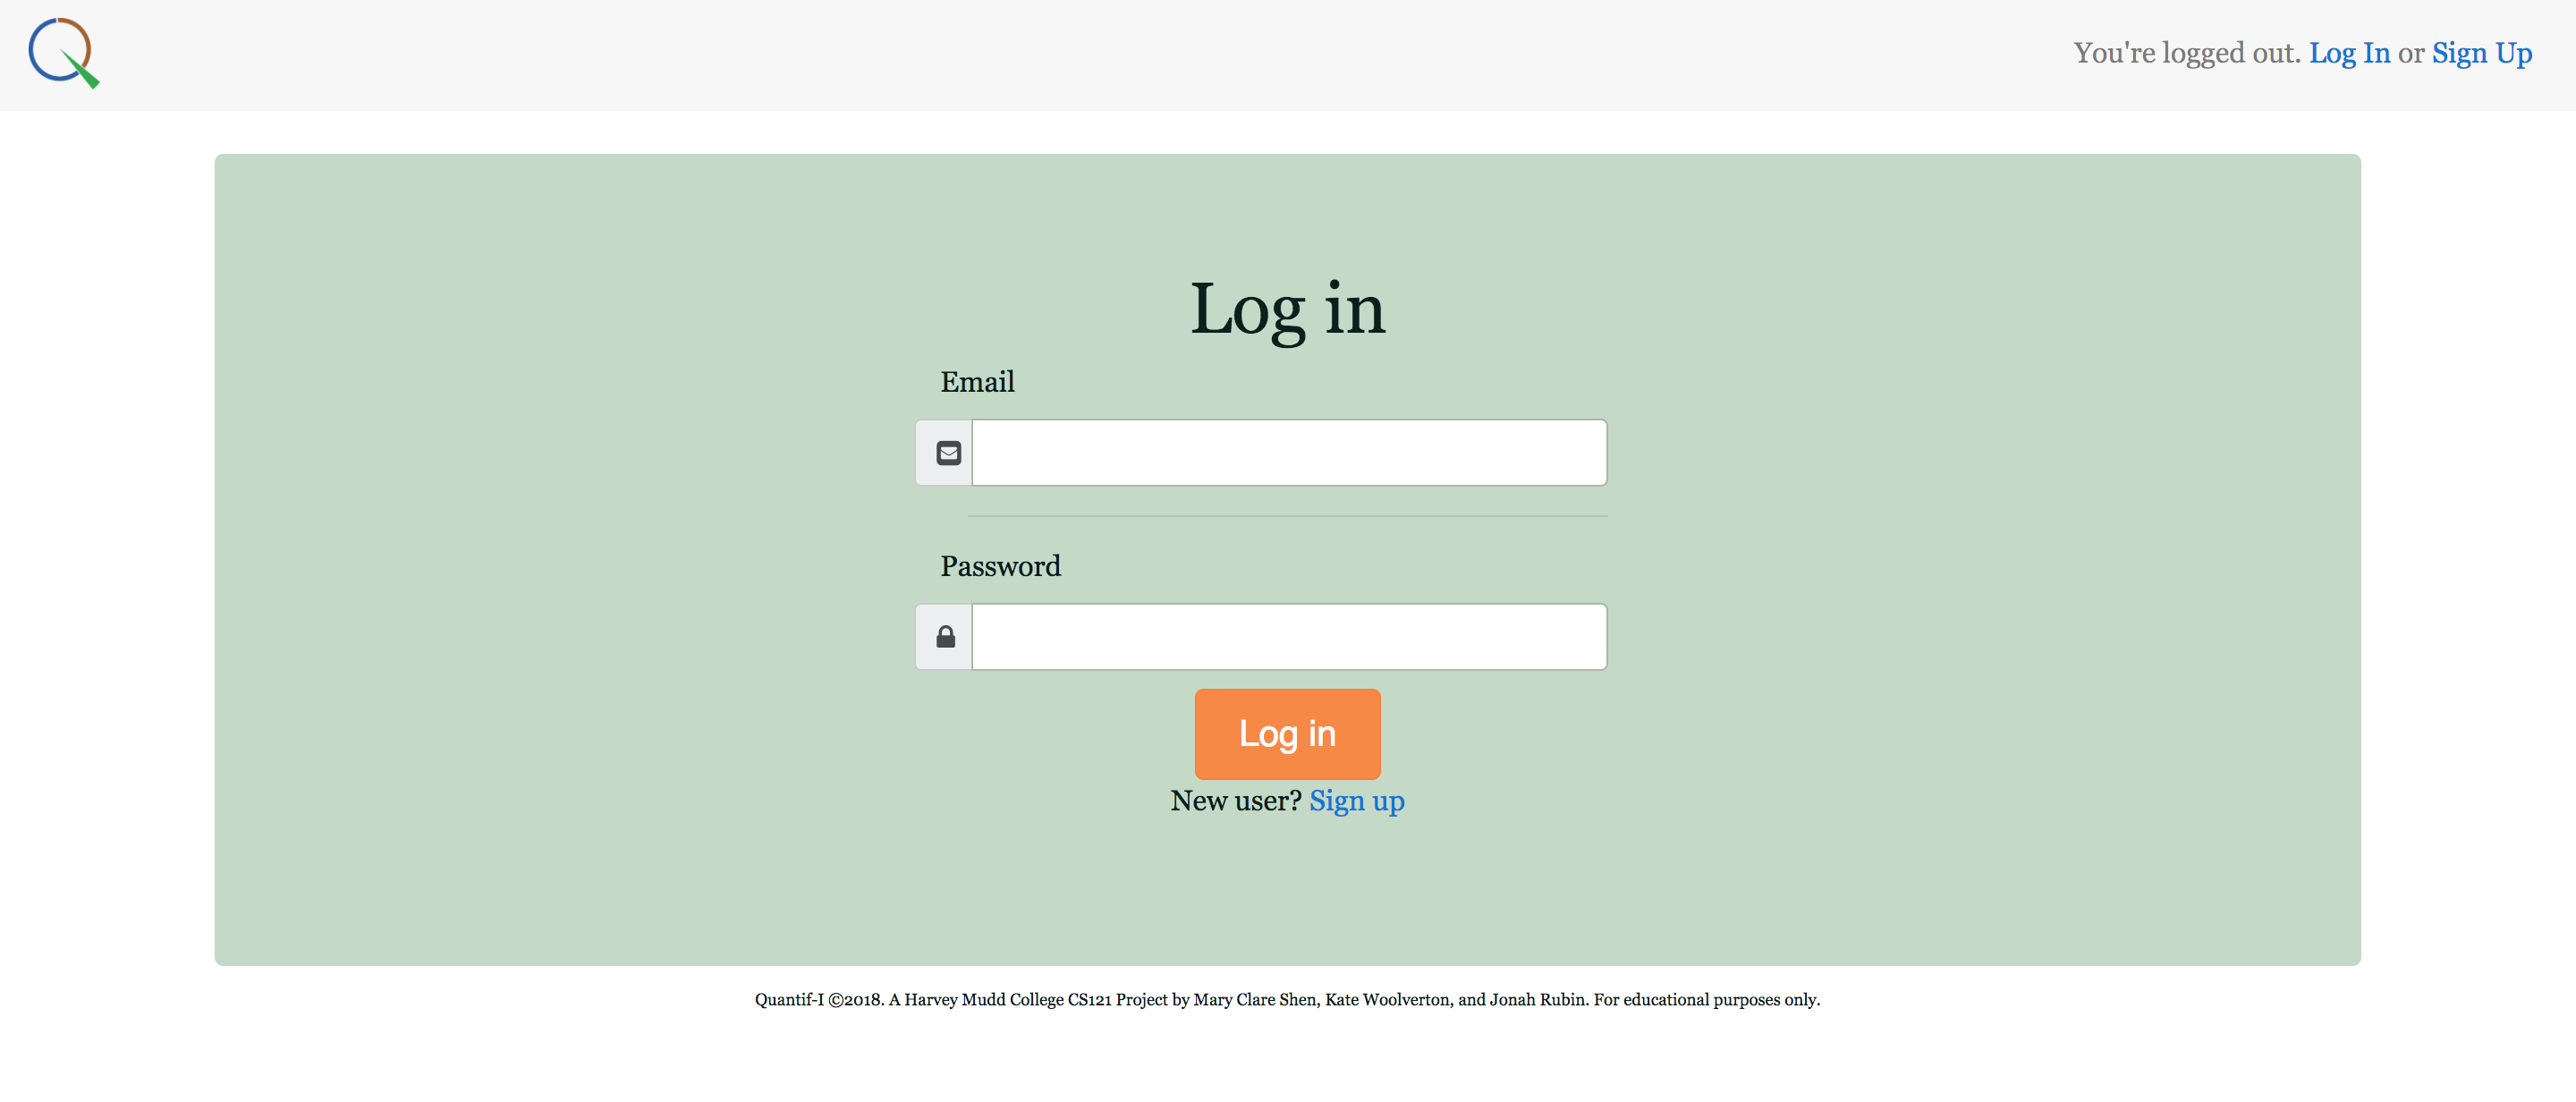 You're logged out. Log In or Sign Up
Log in
Email
Password
Log in
New user? Sign up
Quantif-I ©2018. A Harvey Mudd College CS121 Project by Mary Clare Shen, Kate Woolverton, and Jonah Rubin. For educational purposes only.